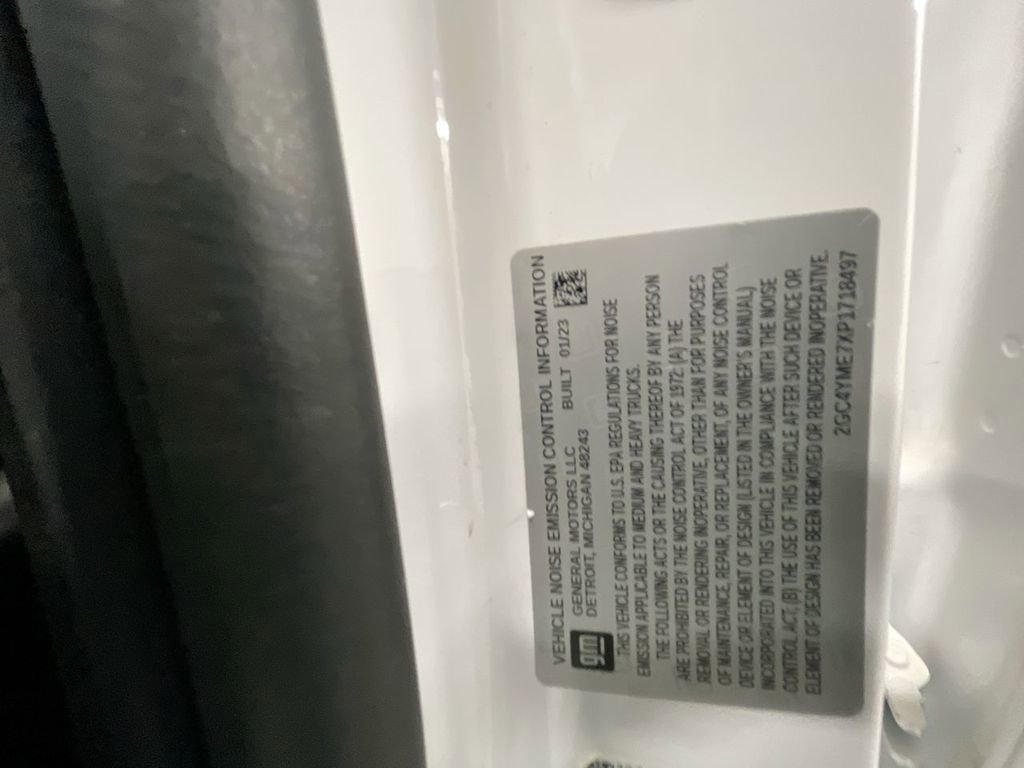 VEHICLE NOISE EMISSION CONTROL INFORMATION
gm
GENERAL MOTORS LLC
DETROIT, MICHIGAN 48243
BUILT 01/23
THIS VEHICLE CONFORMS TO U.S. EPA REGULATIONS FOR NOISE
EMISSION APPLICABLE TO MEDIUM AND HEAVY TRUCKS.
THE FOLLOWING ACTS OR THE CAUSING THEREOF BY ANY PERSON
ARE PROHIBITED BY THE NOISE CONTROL ACT OF 1972: (A) THE
REMOVAL OR RENDERING INOPERATIVE, OTHER THAN FOR PURPOSES
OF MAINTENANCE, REPAIR, OR REPLACEMENT, OF ANY NOISE CONTROL
DEVICE OR ELEMENT OF DESIGN (LISTED IN THE OWNER'S MANUAL)
INCORPORATED INTO THIS VEHICLE IN COMPLIANCE WITH THE NOISE
CONTROL ACT, (B) THE USE OF THIS VEHICLE AFTER SUCH DEVICE OR
ELEMENT OF DESIGN HAS BEEN REMOVED OR RENDERED INOPERATIVE.
2GC4YME7XP1718497